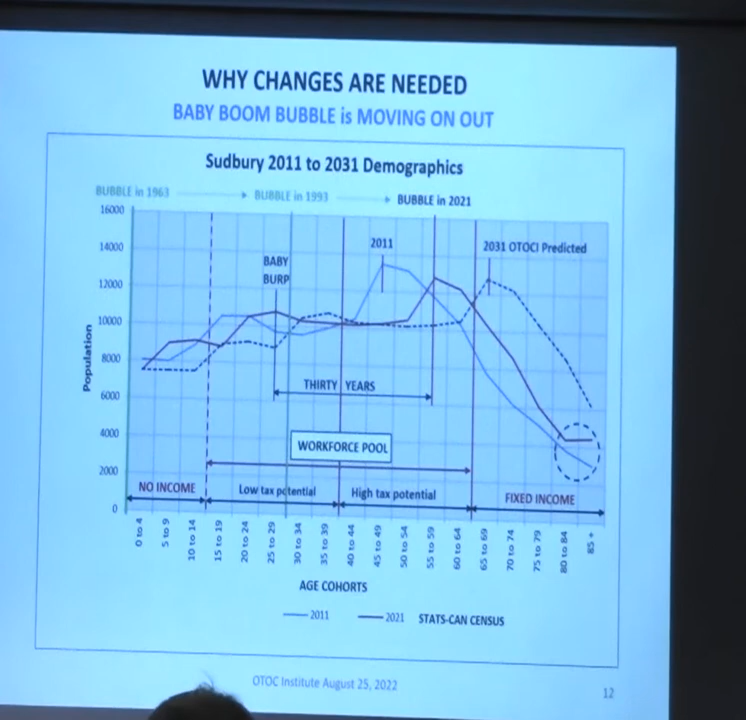 WHY CHANGES ARE NEEDED
BABY BOOM BUBBLE is MOVING ON OUT
Sudbury 2011 to 2031 Demographics
BUBBLE in 1963
BUBBLE in 1993
BUBBLE in 2021
16000
14000
12000
10000
8000
6000
4000
2000
0
Population
2011
2031 OTOCI Predicted
BABY
BURP
THIRTY YEARS
WORKFORCE POOL
NO INCOME
Low tax potential
High tax potential
FIXED INCOME
0 to 4
5 to 9
10 to 14
15 to 19
20 to 24
25 to 29
30 to 34
35 to 39
40 to 44
45 to 49
50 to 54
55 to 59
60 to 64
65 to 69
70 to 74
75 to 79
80 to 84
85 +
AGE COHORTS
2011 2021 STATS-CAN CENSUS
OTOC Institute August 25, 2022
12